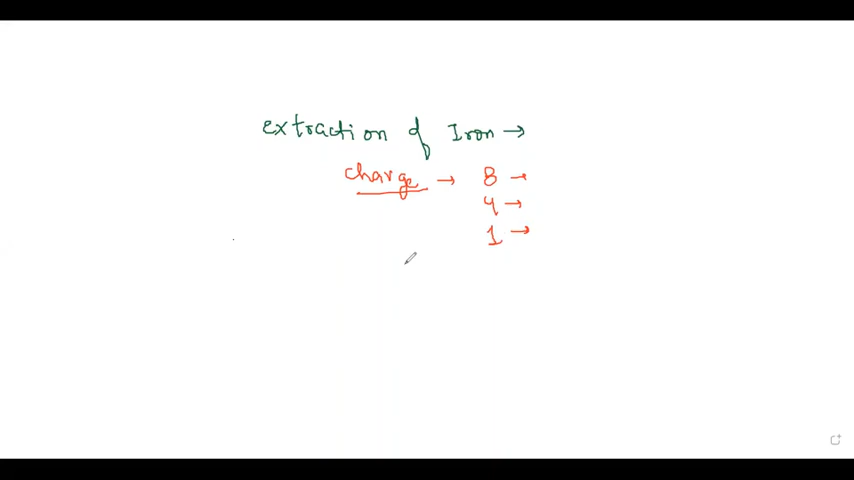 extraction of Iron →
charge → 8 →
4 →
1 →